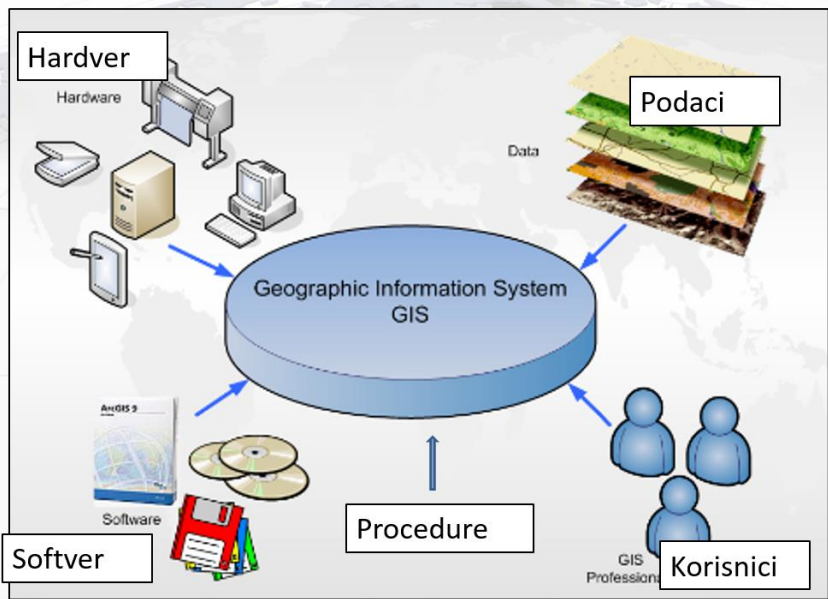 Hardver
Hardware
Podaci
Data
Geographic Information System
GIS
ArcGIS 9
Software
Softver
Procedure
GIS
Korisnici